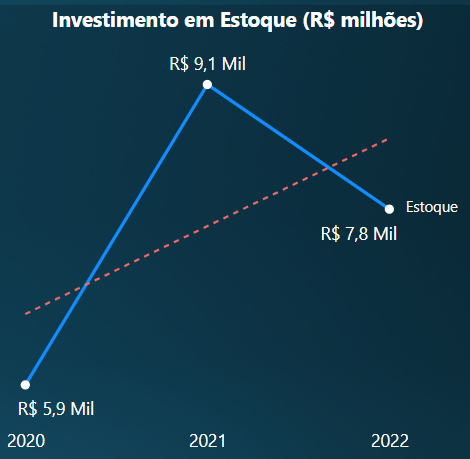 Investimento em Estoque (R$ milhões)
R$ 9,1 Mil
Estoque
R$ 7,8 Mil
R$ 5,9 Mil
2020 2021 2022